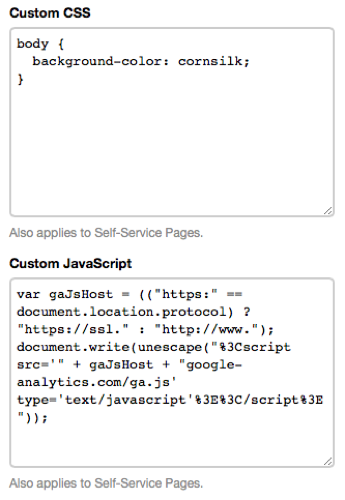 Custom CSS
body {
  background-color: cornsilk;
}
Also applies to Self-Service Pages.
Custom JavaScript
var gaJsHost = (("https:" ==
document.location.protocol) ?
"https://ssl." : "http://www.");
document.write(unescape("%3Cscript
src='" + gaJsHost + "google-
analytics.com/ga.js'
type='text/javascript'%3E%3C/script%3E
"));
Also applies to Self-Service Pages.